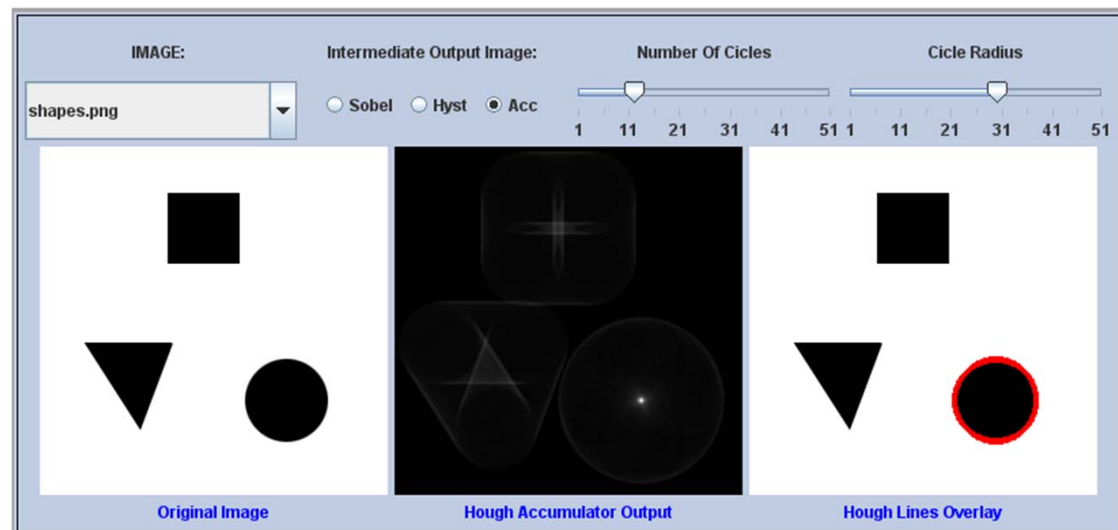 IMAGE: Intermediate Output Image: Number Of Cicles Cicle Radius
shapes.png Sobel Hyst Acc
1 11 21 31 41 51 1 11 21 31 41 51
Original Image Hough Accumulator Output Hough Lines Overlay